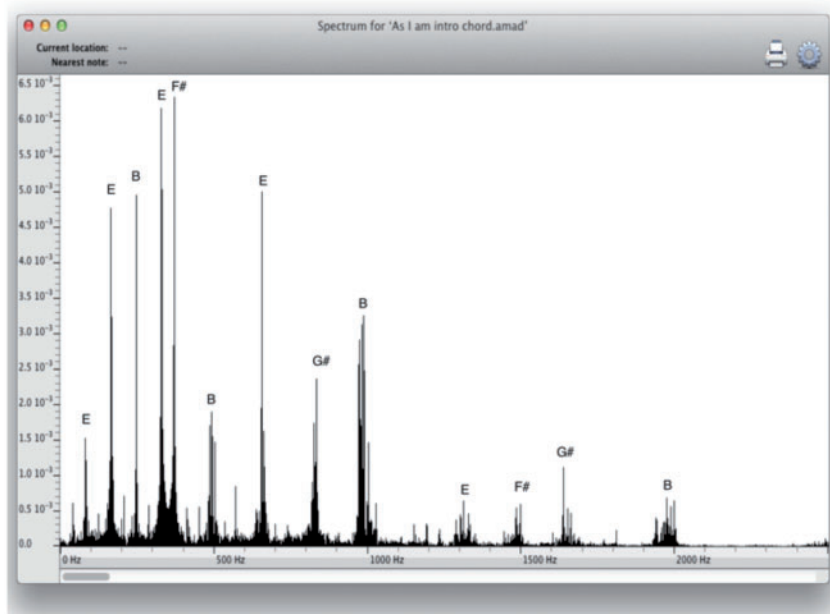 Spectrum for 'As I am intro chord.amad'
Current location: --
Nearest note: --
6.5 10⁻³
6.0 10⁻³
5.5 10⁻³
5.0 10⁻³
4.5 10⁻³
4.0 10⁻³
3.5 10⁻³
3.0 10⁻³
2.5 10⁻³
2.0 10⁻³
1.5 10⁻³
1.0 10⁻³
0.5 10⁻³
0.0
E
E
B
E
F#
B
E
G#
B
E
F#
G#
B
0 Hz
500 Hz
1000 Hz
1500 Hz
2000 Hz